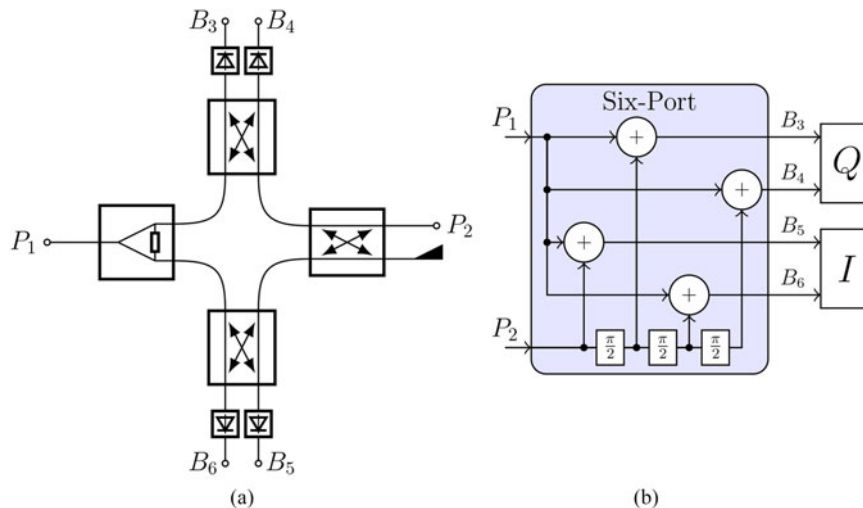 B₃ B₄
P₁
P₂
B₆ B₅
(a)
Six-Port
P₁
+
B₃
Q
+
B₄
+
B₅
I
+
B₆
P₂
π/2 π/2 π/2
(b)